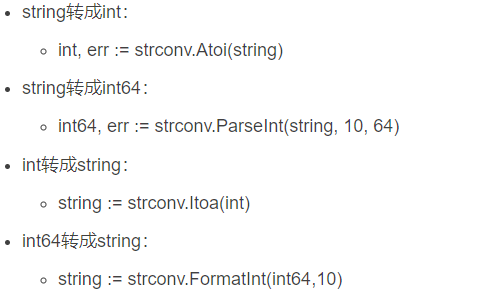 string转成int：
int, err := strconv.Atoi(string)
string转成int64：
int64, err := strconv.ParseInt(string, 10, 64)
int转成string：
string := strconv.Itoa(int)
int64转成string：
string := strconv.FormatInt(int64,10)